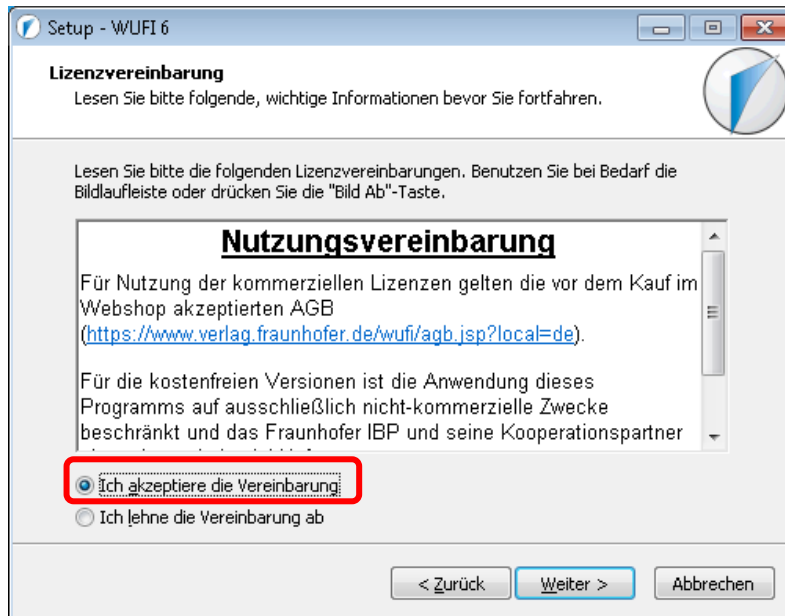 Setup - WUFI 6
Lizenzvereinbarung
Lesen Sie bitte folgende, wichtige Informationen bevor Sie fortfahren.
Lesen Sie bitte die folgenden Lizenzvereinbarungen. Benutzen Sie bei Bedarf die
Bildlaufleiste oder drücken Sie die "Bild Ab"-Taste.
Nutzungsvereinbarung
Für Nutzung der kommerziellen Lizenzen gelten die vor dem Kauf im
Webshop akzeptierten AGB
(https://www.verlag.fraunhofer.de/wufi/agb.jsp?local=de).
Für die kostenfreien Versionen ist die Anwendung dieses
Programms auf ausschließlich nicht-kommerzielle Zwecke
beschränkt und das Fraunhofer IBP und seine Kooperationspartner
Ich akzeptiere die Vereinbarung
Ich lehne die Vereinbarung ab
< Zurück
Weiter >
Abbrechen